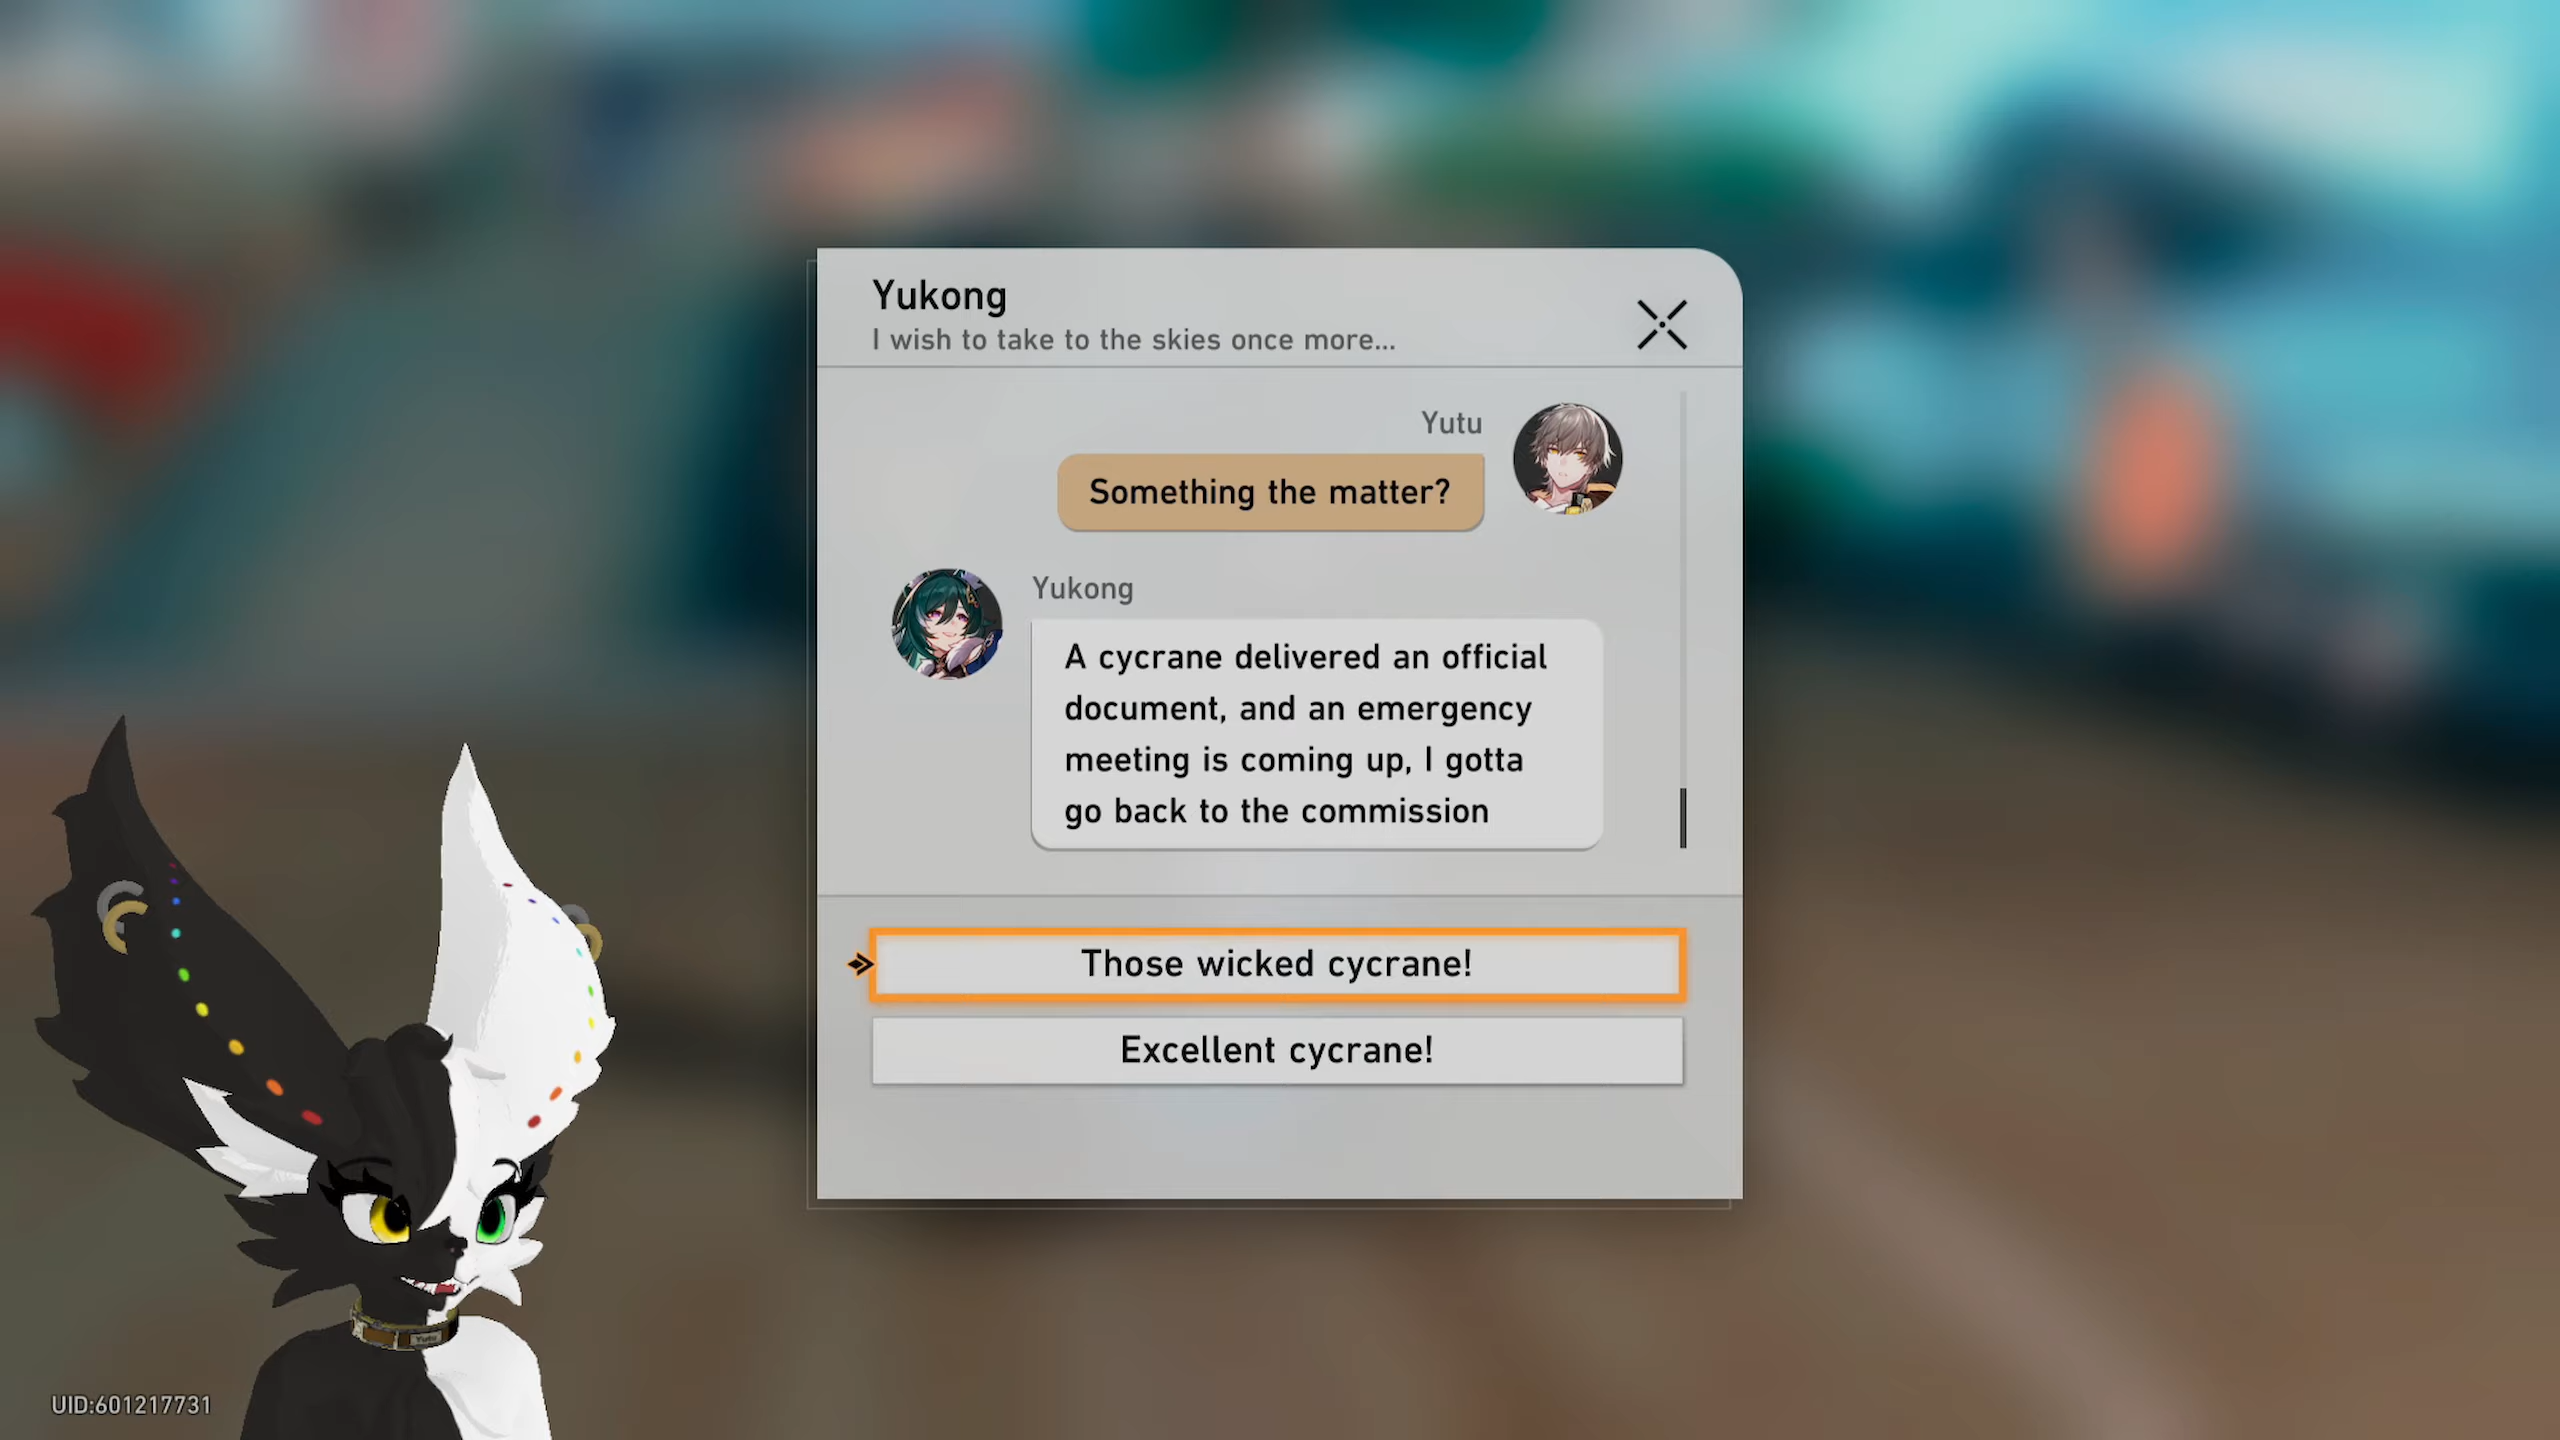 Yukong
I wish to take to the skies once more...
Yutu
Something the matter?
Yukong
A cycrane delivered an official
document, and an emergency
meeting is coming up, I gotta
go back to the commission
Those wicked cycrane!
Excellent cycrane!
Yutu
UID:601217731